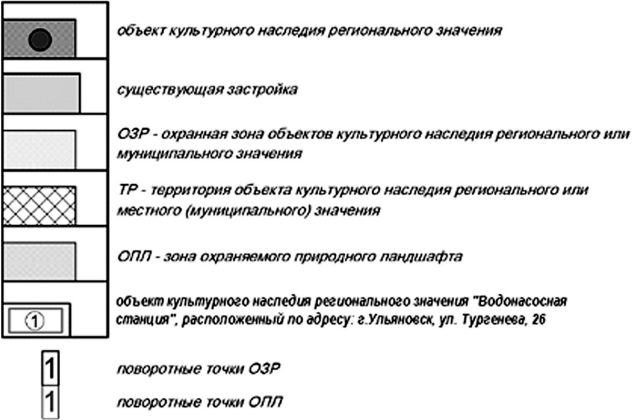 объект культурного наследия регионального значения
существующая застройка
ОЗР - охранная зона объектов культурного наследия регионального или
муниципального значения
ТР - территория объекта культурного наследия регионального или
местного (муниципального) значения
ОПЛ - зона охраняемого природного ландшафта
1
объект культурного наследия регионального значения "Водонасосная
станция", расположенный по адресу: г.Ульяновск, ул. Тургенева, 26
1 поворотные точки ОЗР
1 поворотные точки ОПЛ